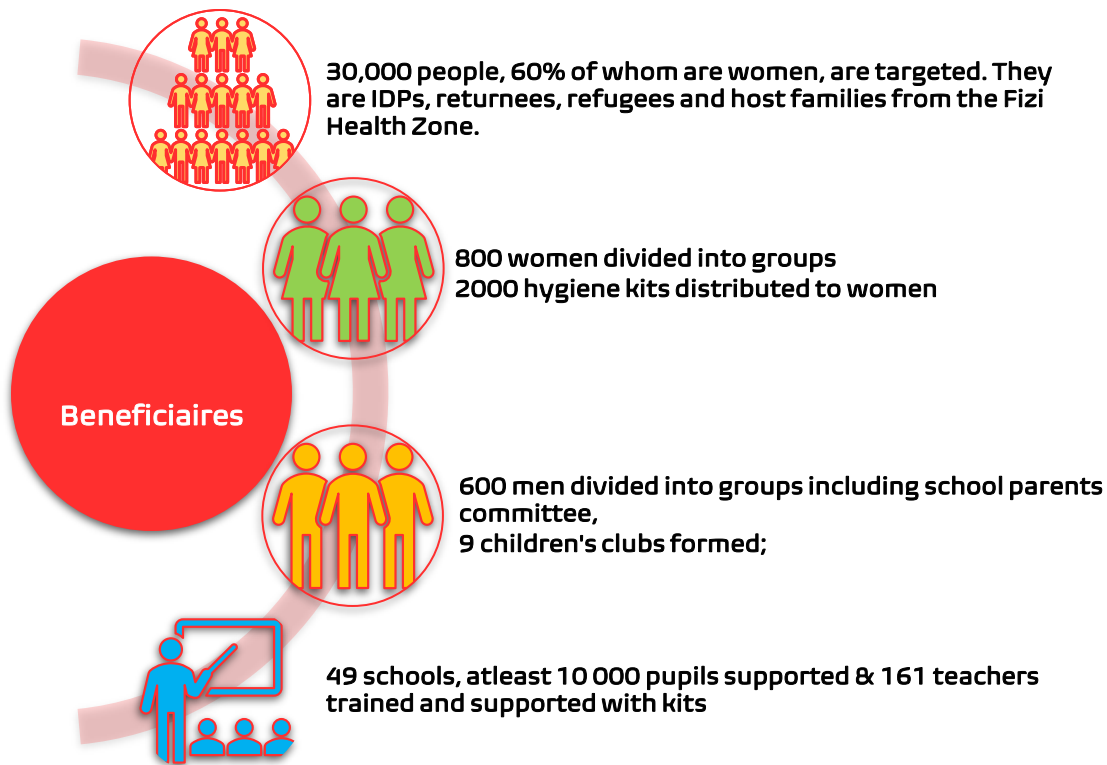 30,000 people, 60% of whom are women, are targeted. They
are IDPs, returnees, refugees and host families from the Fizi
Health Zone.
800 women divided into groups
2000 hygiene kits distributed to women
Beneficiaires
600 men divided into groups including school parents
committee,
9 children's clubs formed;
49 schools, atleast 10 000 pupils supported & 161 teachers
trained and supported with kits